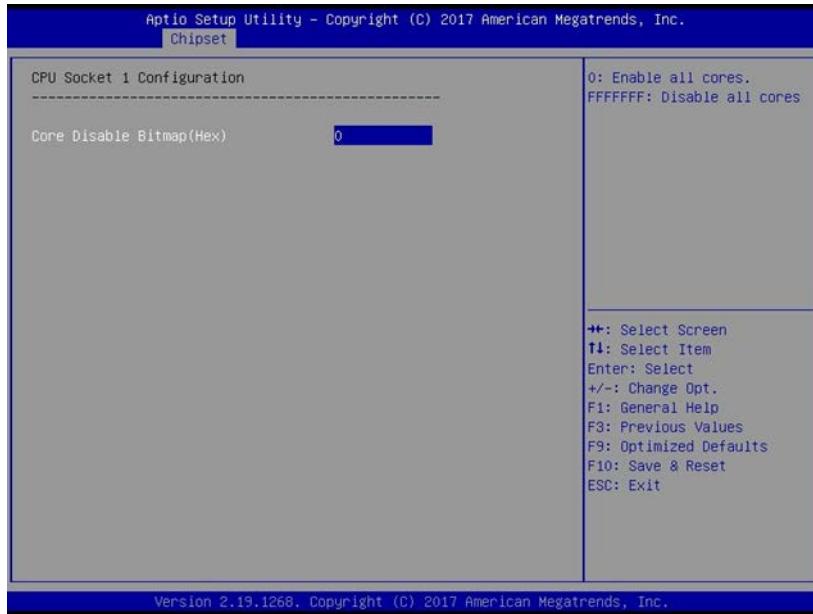 Aptio Setup Utility – Copyright (C) 2017 American Megatrends, Inc.
Chipset
CPU Socket 1 Configuration
--------------------------------------------------
Core Disable Bitmap(Hex) 0
0: Enable all cores.
FFFFFFF: Disable all cores
→←: Select Screen
↑↓: Select Item
Enter: Select
+/-: Change Opt.
F1: General Help
F3: Previous Values
F9: Optimized Defaults
F10: Save & Reset
ESC: Exit
Version 2.19.1268. Copyright (C) 2017 American Megatrends, Inc.